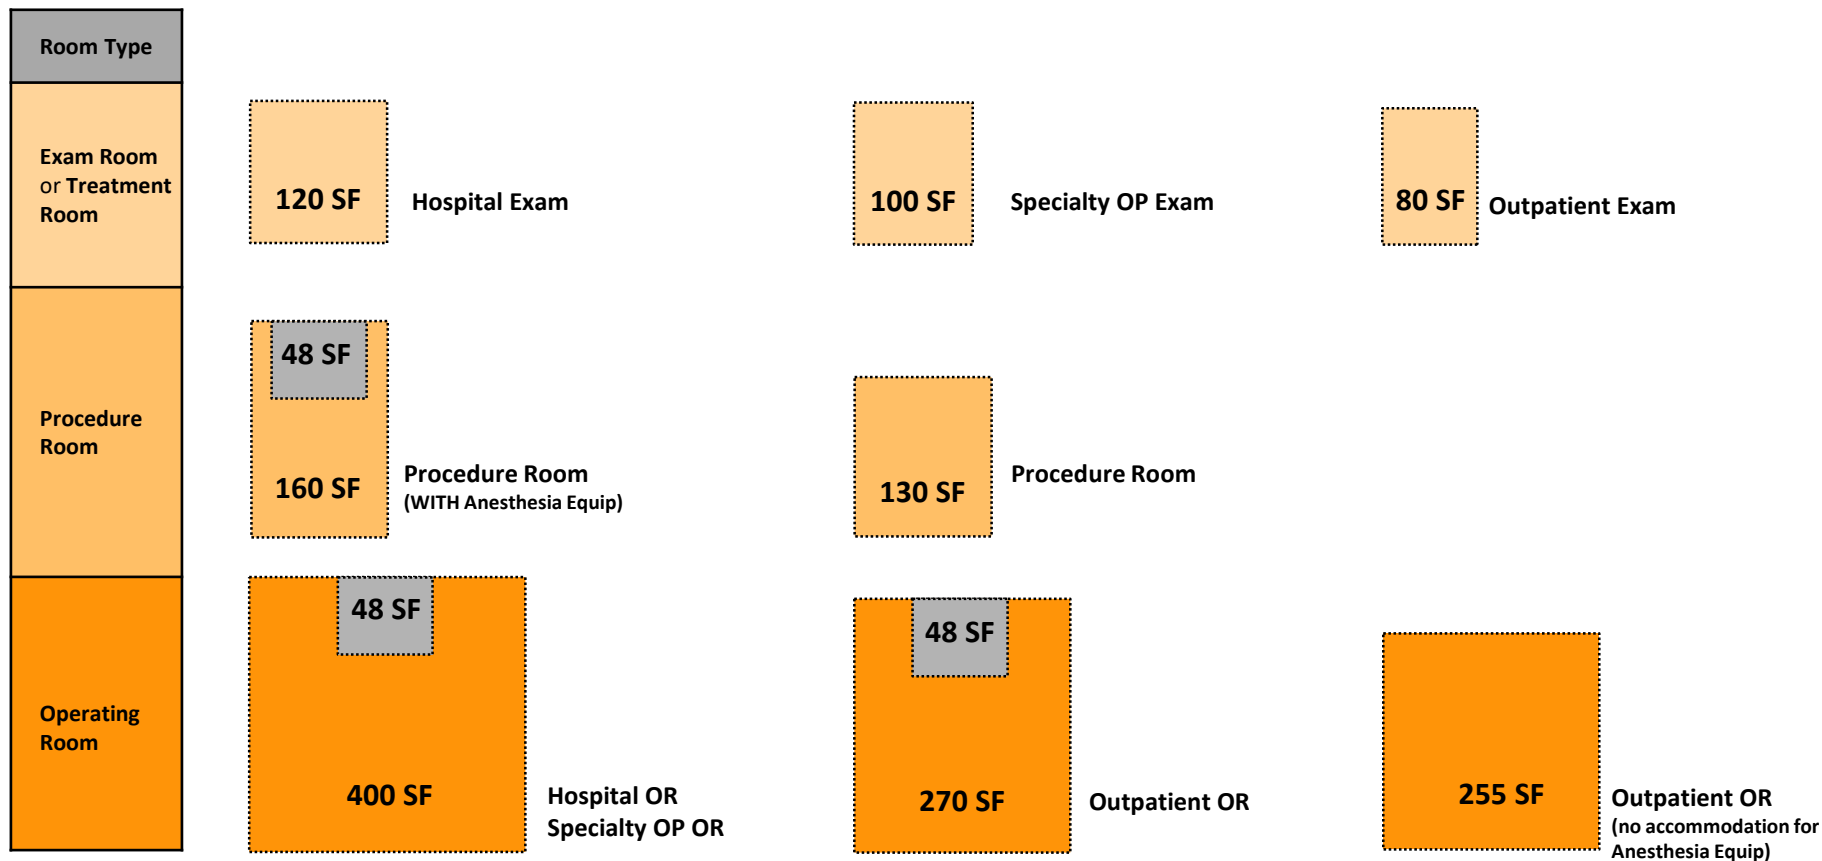 Room Type
Exam Room
or Treatment
Room
120 SF
Hospital Exam
100 SF
Specialty OP Exam
80 SF
Outpatient Exam
Procedure
Room
48 SF
160 SF
Procedure Room
(WITH Anesthesia Equip)
130 SF
Procedure Room
Operating
Room
48 SF
400 SF
Hospital OR
Specialty OP OR
48 SF
270 SF
Outpatient OR
255 SF
Outpatient OR
(no accommodation for
Anesthesia Equip)